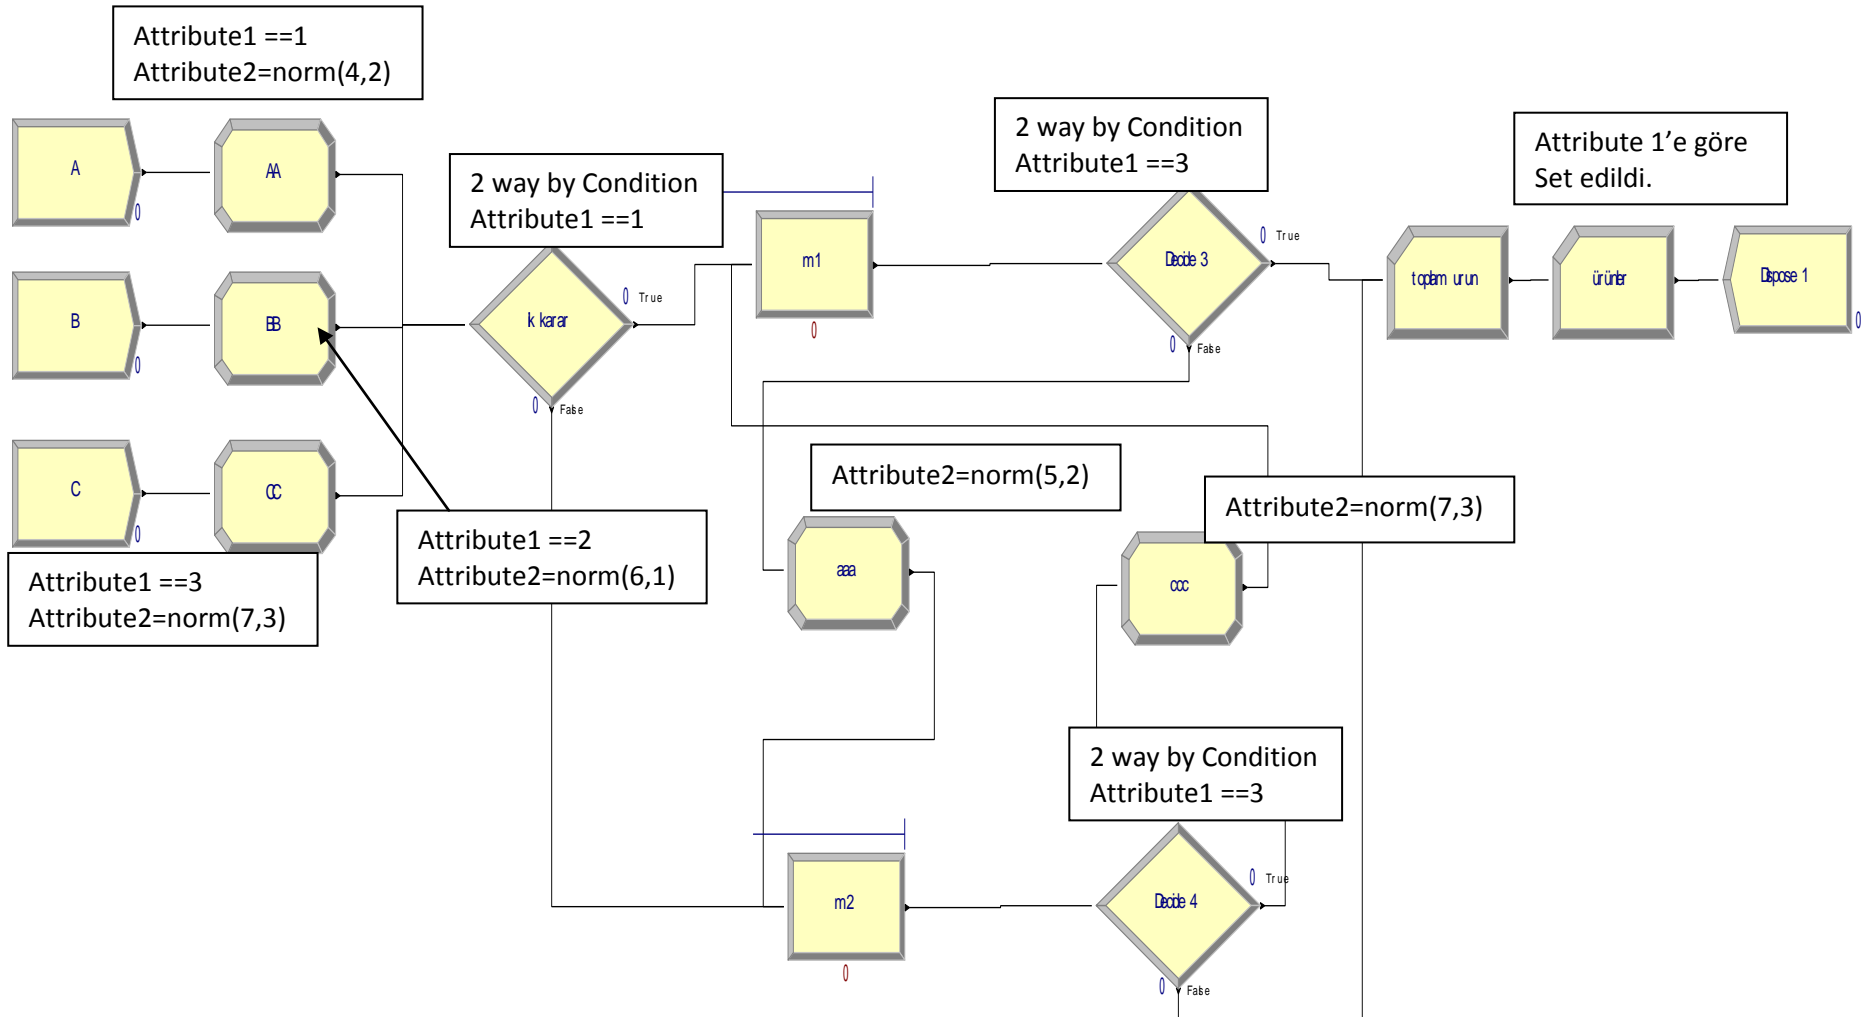 Attribute1 ==1
Attribute2=norm(4,2)
A
0
AA
2 way by Condition
Attribute1 ==1
k karar
0 True
0 False
B
0
BB
C
0
CC
Attribute1 ==3
Attribute2=norm(7,3)
Attribute1 ==2
Attribute2=norm(6,1)
m1
0
2 way by Condition
Attribute1 ==3
Decide 3
0 True
0 False
Attribute 1'e göre
Set edildi.
toplam urun
ürünler
Dispose 1
0
Attribute2=norm(5,2)
aaa
Attribute2=norm(7,3)
ccc
2 way by Condition
Attribute1 ==3
m2
0
Decide 4
0 True
0 False